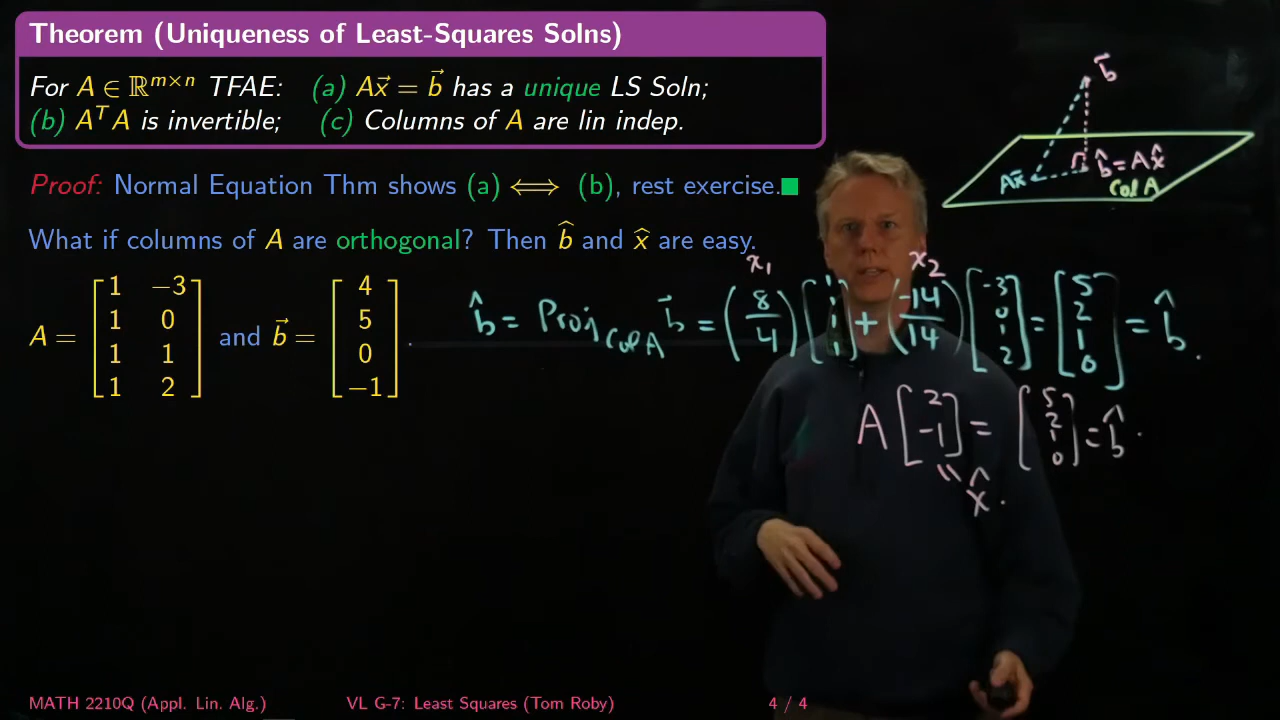 Theorem (Uniqueness of Least-Squares Solns)
For A ∈ ℝ^{m×n} TFAE: (a) Ax⃗ = b⃗ has a unique LS Soln;
(b) AᵀA is invertible; (c) Columns of A are lin indep.
Proof: Normal Equation Thm shows (a) ⟺ (b), rest exercise.■
What if columns of A are orthogonal? Then b̂ and x̂ are easy.
A = [1 −3; 1 0; 1 1; 1 2] and b⃗ = [4; 5; 0; −1].
x₁ x₂
b̂ = Proj_{Col A} b⃗ = (8/4)[1; 1; 1; 1] + (-14/14)[-3; 0; 1; 2] = [5; 2; 1; 0] = b̂.
A[2; -1] = [5; 2; 1; 0] = b̂.
" x̂.
b⃗
b̂ = Ax̂
Ax⃗
Col A
MATH 2210Q (Appl. Lin. Alg.) VL G-7: Least Squares (Tom Roby) 4 / 4